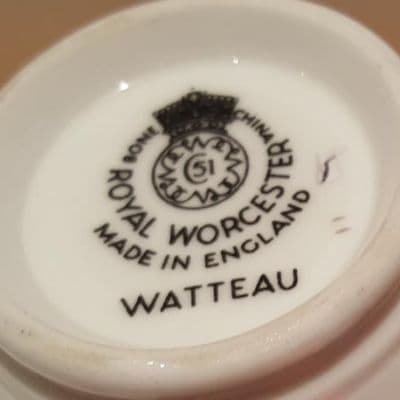 BONE CHINA
C 51
ROYAL WORCESTER
MADE IN ENGLAND
WATTEAU